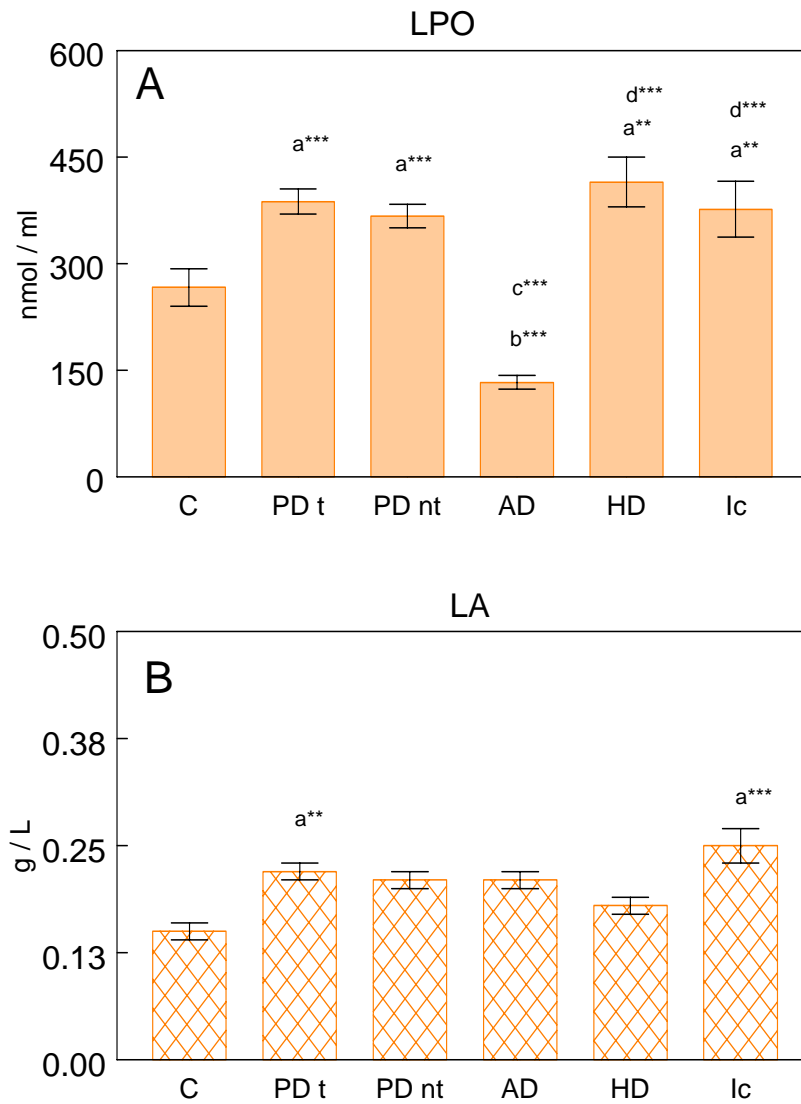 LPO
A
600
450
300
150
0
nmol / ml
a***
a***
c***
b***
d***
a**
d***
a**
C PD t PD nt AD HD Ic
LA
B
0.50
0.38
0.25
0.13
0.00
g / L
a**
a***
C PD t PD nt AD HD Ic